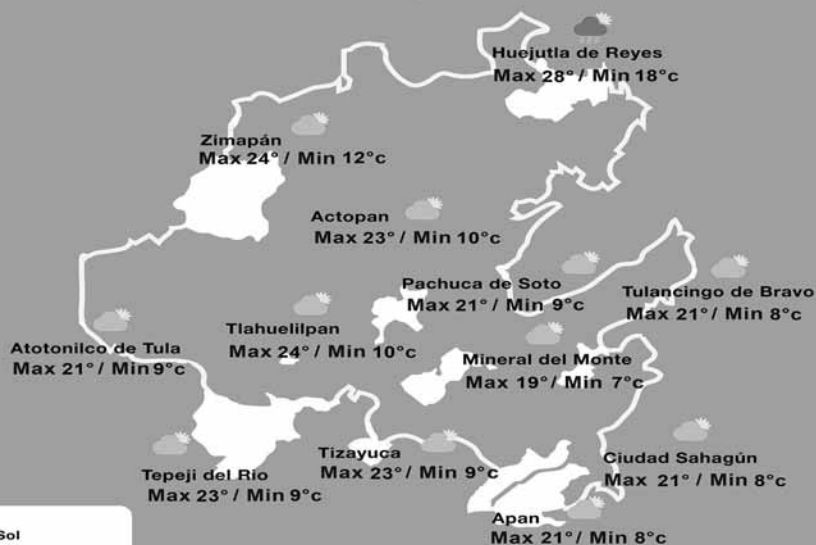 Huejutla de Reyes
Max 28° / Min 18°c
Zimapán
Max 24° / Min 12°c
Actopan
Max 23° / Min 10°c
Pachuca de Soto
Max 21° / Min 9°c
Tulancingo de Bravo
Max 21° / Min 8°c
Atotonilco de Tula
Max 21° / Min 9°c
Tlahuelilpan
Max 24° / Min 10°c
Mineral del Monte
Max 19° / Min 7°c
Tepeji del Rio
Max 23° / Min 9°c
Tizayuca
Max 23° / Min 9°c
Ciudad Sahagún
Max 21° / Min 8°c
Apan
Max 21° / Min 8°c
Sol